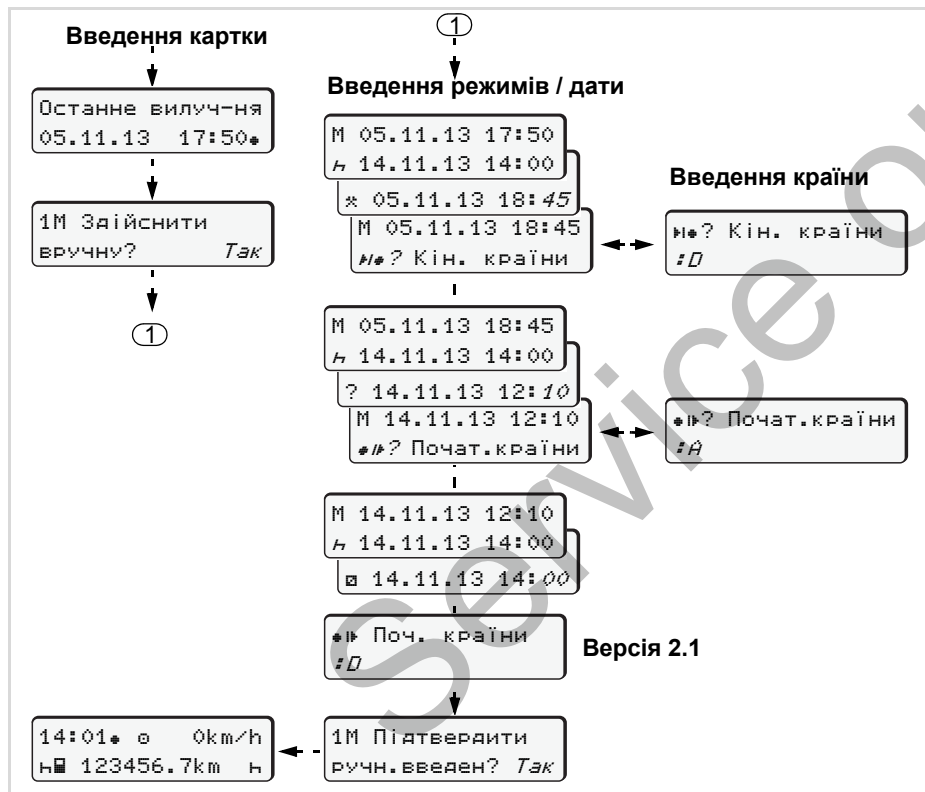 Введення картки
Останне вилуч-ня
05.11.13 17:50
1M Здійснити
вручну? Так
1
1
Введення режимів / дати
M 05.11.13 17:50
14.11.13 14:00
05.11.13 18:45
M 05.11.13 18:45
? Кін. країни
Введення країни
? Кін. країни
:D
M 05.11.13 18:45
14.11.13 14:00
? 14.11.13 12:10
M 14.11.13 12:10
? Почат.країни
? Почат.країни
:A
M 14.11.13 12:10
14.11.13 14:00
14.11.13 14:00
Поч. країни
:D
Версія 2.1
1M Підтвердити
ручн.введен? Так
14:01 0km/h
123456.7km
Service o